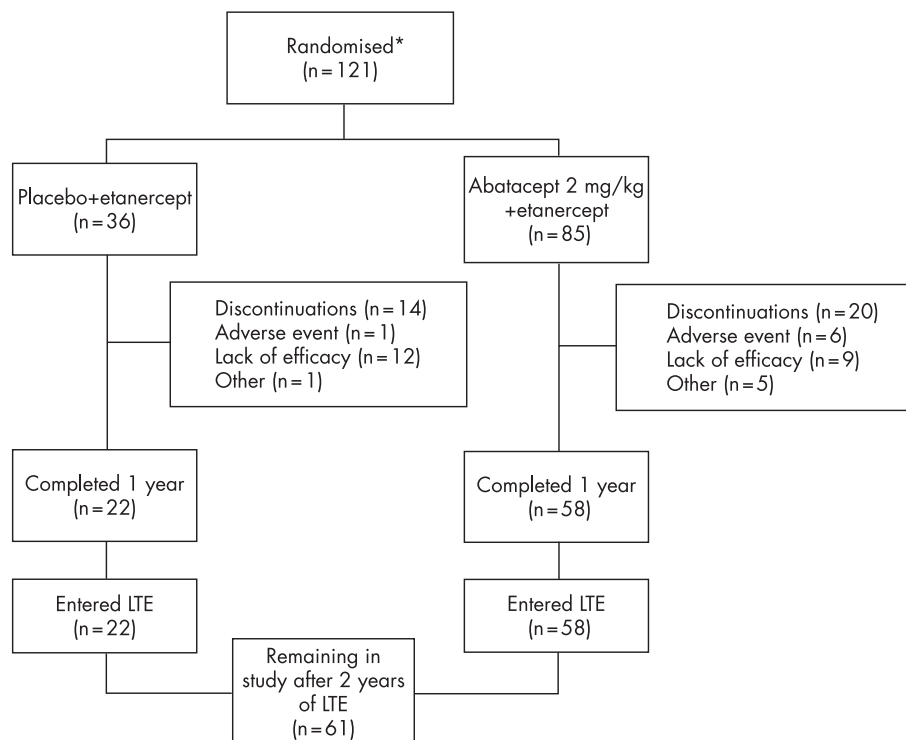 Randomised*
(n=121)
Placebo+etanercept
(n=36)
Abatacept 2 mg/kg
+etanercept
(n=85)
Discontinuations (n=14)
Adverse event (n=1)
Lack of efficacy (n=12)
Other (n=1)
Discontinuations (n=20)
Adverse event (n=6)
Lack of efficacy (n=9)
Other (n=5)
Completed 1 year
(n=22)
Completed 1 year
(n=58)
Entered LTE
(n=22)
Entered LTE
(n=58)
Remaining in
study after 2 years
of LTE
(n=61)